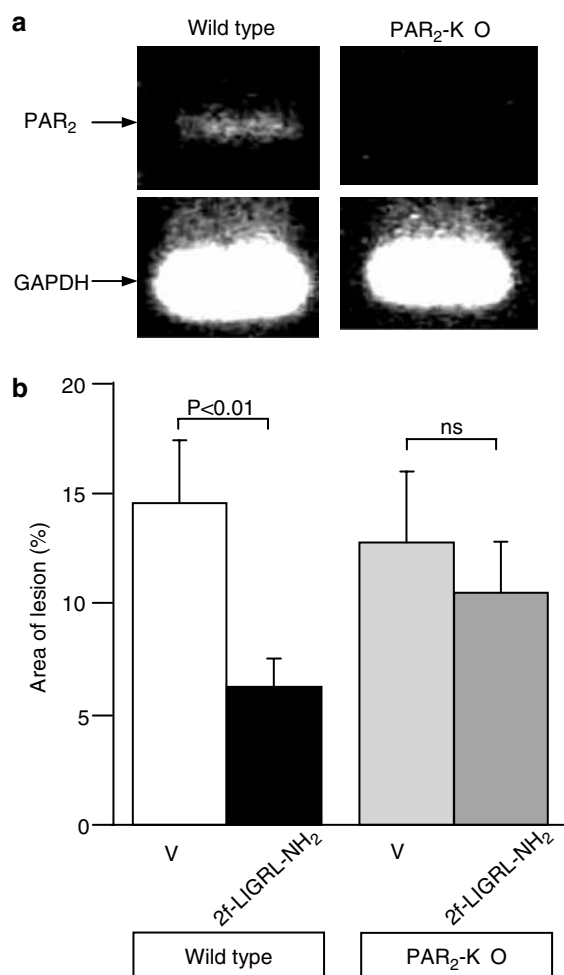 a
Wild type PAR2-K O
PAR2
GAPDH
b
20
15
10
5
0
Area of lesion (%)
P<0.01
ns
V 2f-LIGRL-NH2 V 2f-LIGRL-NH2
Wild type PAR2-K O